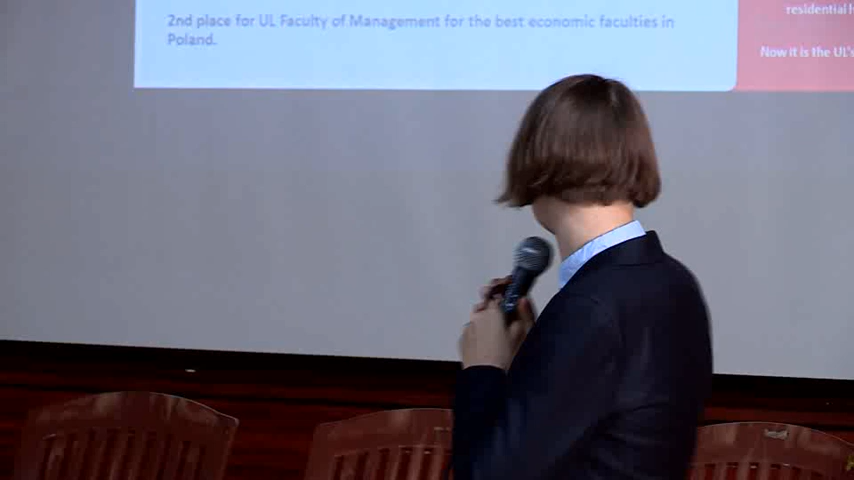 2nd place for UL Faculty of Management for the best economic faculties in
Poland.
residential
Now it is the UL's